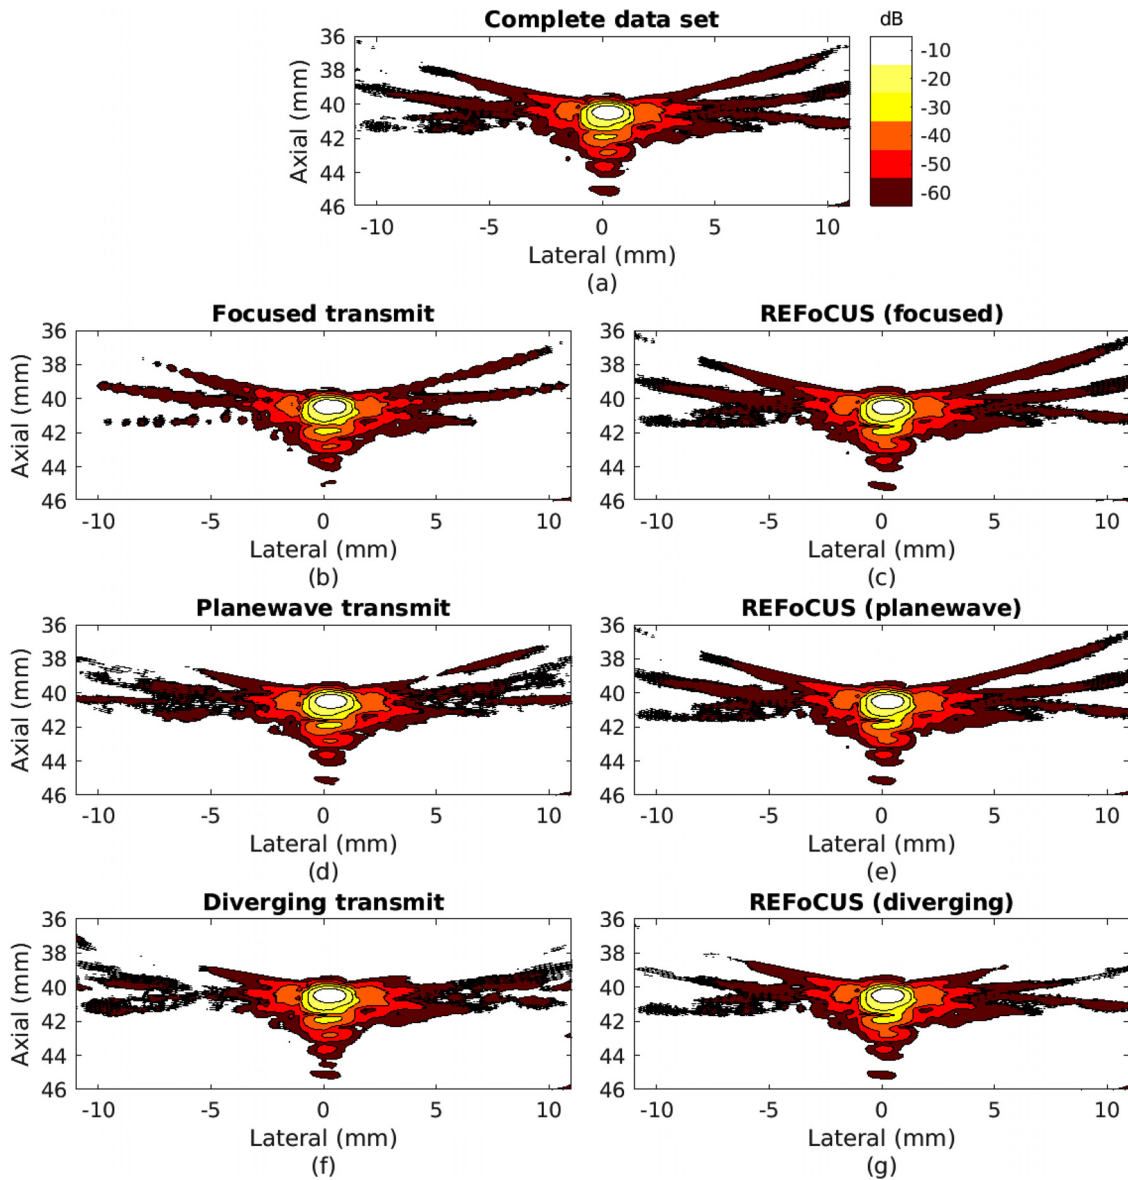 Complete data set
dB
36
38
40
42
44
46
Axial (mm)
-10
-20
-30
-40
-50
-60
-10 -5 0 5 10
Lateral (mm)
(a)
Focused transmit
36
38
40
42
44
46
Axial (mm)
-10 -5 0 5 10
Lateral (mm)
(b)
REFoCUS (focused)
36
38
40
42
44
46
-10 -5 0 5 10
Lateral (mm)
(c)
Planewave transmit
36
38
40
42
44
46
Axial (mm)
-10 -5 0 5 10
Lateral (mm)
(d)
REFoCUS (planewave)
36
38
40
42
44
46
-10 -5 0 5 10
Lateral (mm)
(e)
Diverging transmit
36
38
40
42
44
46
Axial (mm)
-10 -5 0 5 10
Lateral (mm)
(f)
REFoCUS (diverging)
36
38
40
42
44
46
-10 -5 0 5 10
Lateral (mm)
(g)